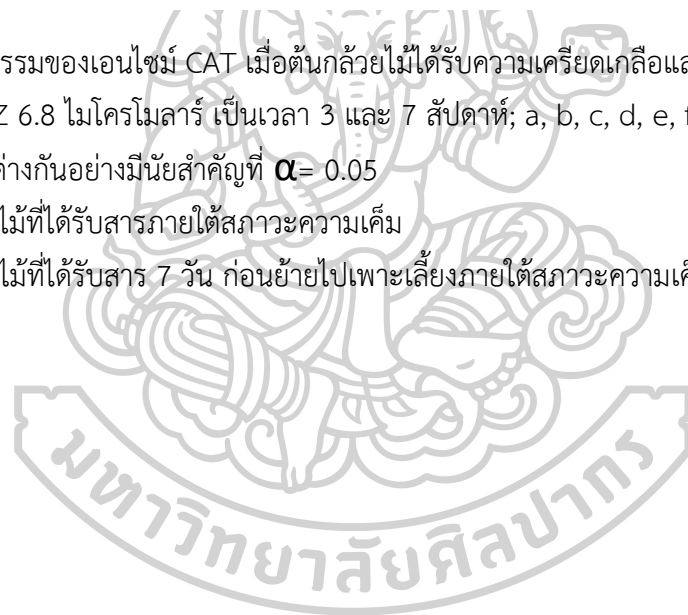 รรมของเอนไซม์ CAT เมื่อต้นกล้วยไม้ได้รับความเครียดเกลือแล
Z 6.8 ไมโครโมลาร์ เป็นเวลา 3 และ 7 สัปดาห์; a, b, c, d, e, f
ต่างกันอย่างมีนัยสำคัญที่ α= 0.05
ไม้ที่ได้รับสารภายใต้สภาวะความเค็ม
ไม้ที่ได้รับสาร 7 วัน ก่อนย้ายไปเพาะเลี้ยงภายใต้สภาวะความเค็
มหาวิทยาลัยศิลปากร